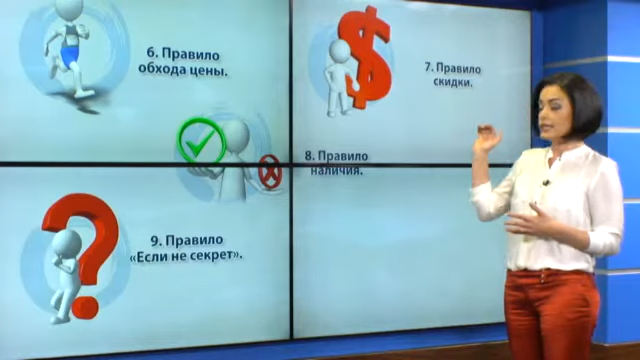 6. Правило
обхода цены.
7. Правило
скидки.
8. Правило
наличия.
9. Правило
«Если не секрет».